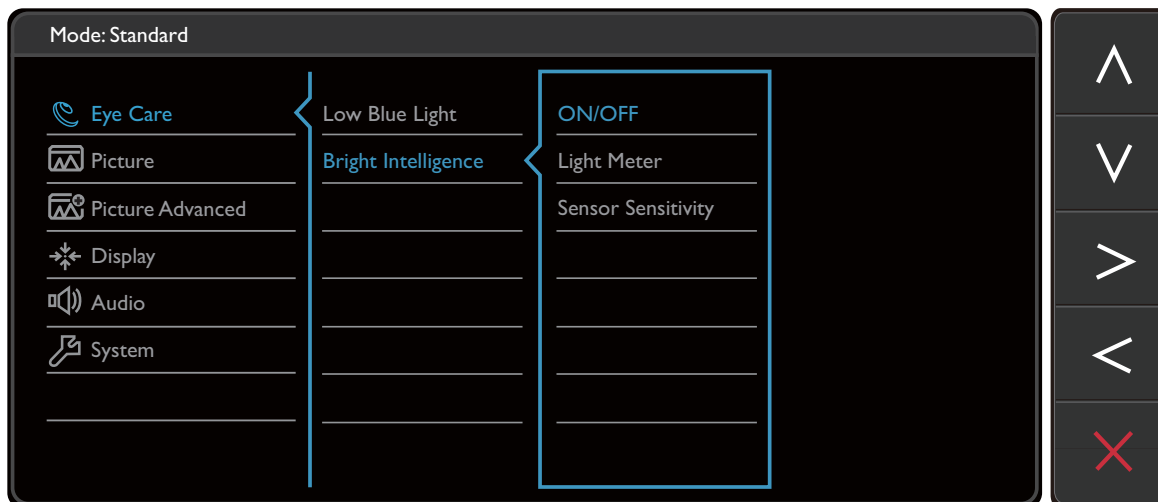 Mode: Standard
Eye Care
Picture
Picture Advanced
Display
Audio
System
Low Blue Light
Bright Intelligence
ON/OFF
Light Meter
Sensor Sensitivity